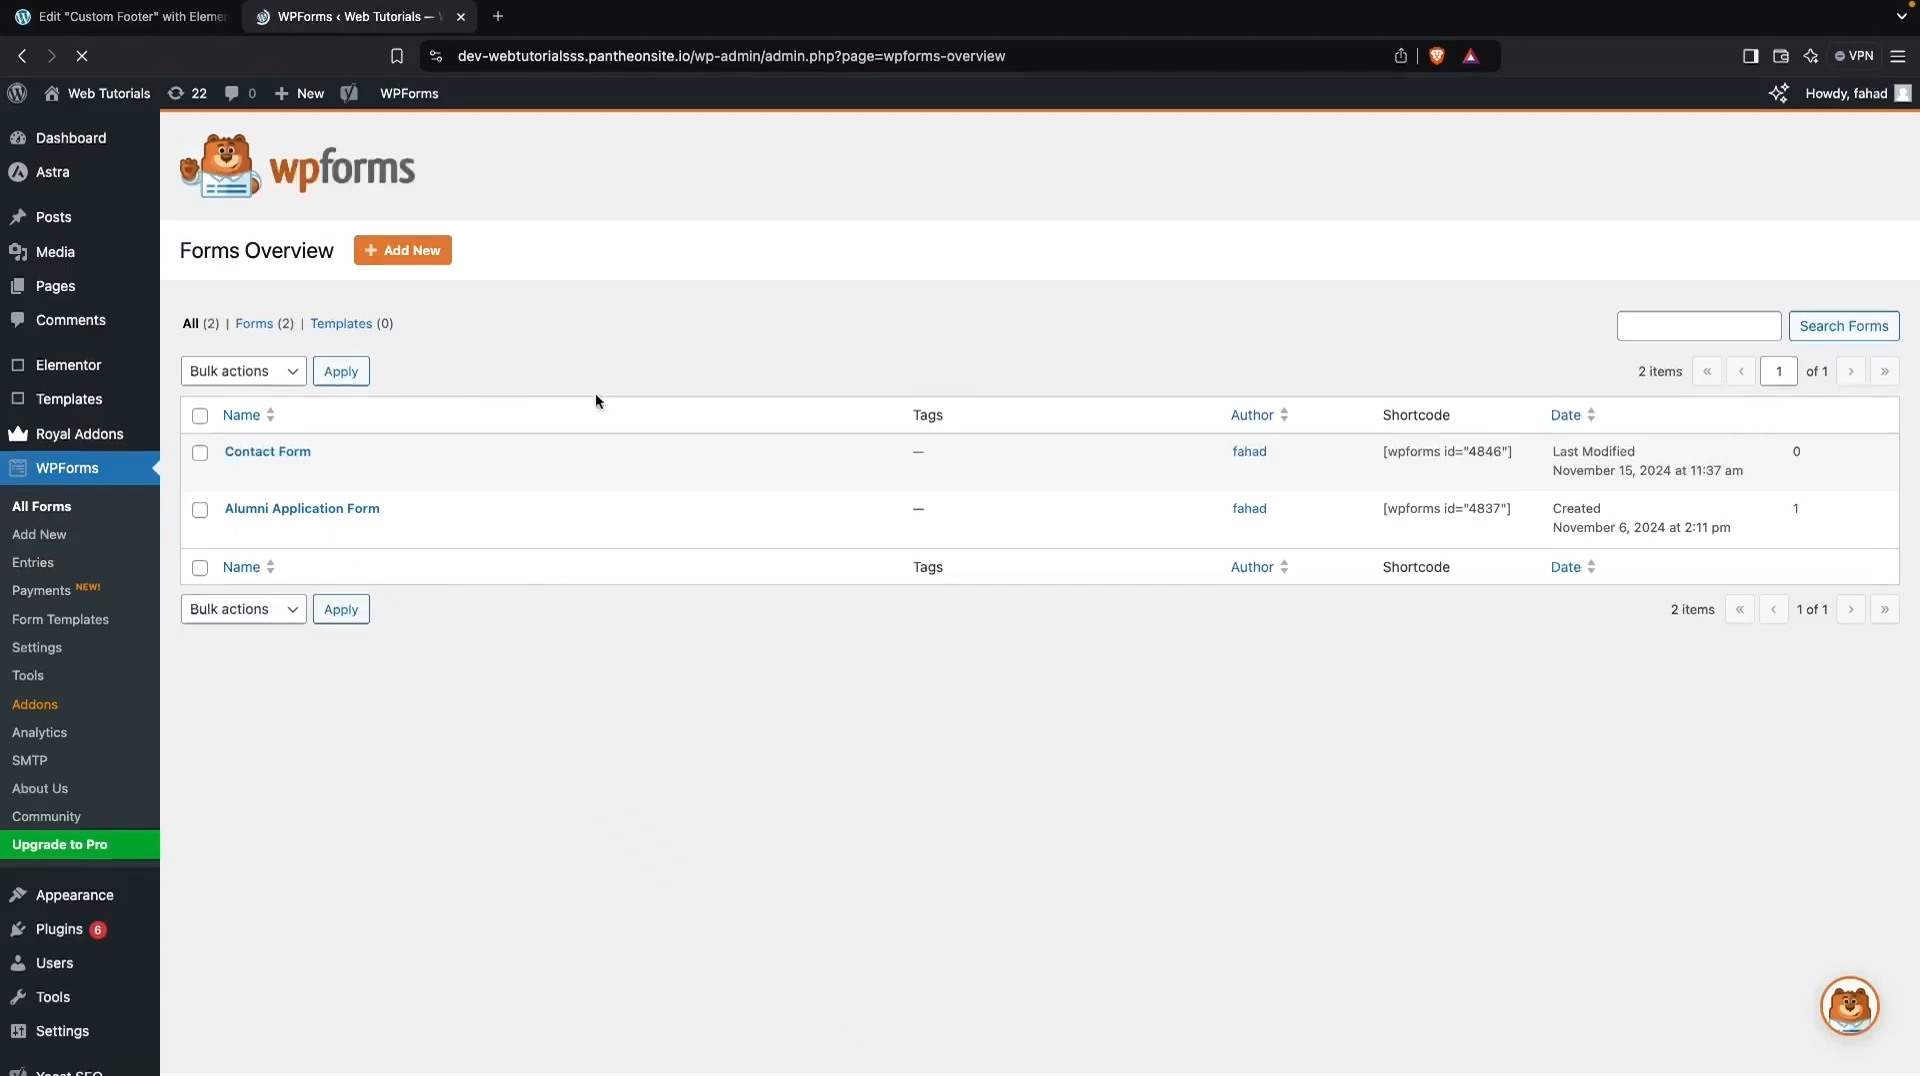 Edit "Custom Footer" with Elemen
WPForms ‹ Web Tutorials —
dev-webtutorialsss.pantheonsite.io/wp-admin/admin.php?page=wpforms-overview
VPN
Web Tutorials
22
0
New
WPForms
Howdy, fahad
Dashboard
Astra
Posts
Media
Pages
Comments
Elementor
Templates
Royal Addons
WPForms
All Forms
Add New
Entries
Payments NEW!
Form Templates
Settings
Tools
Addons
Analytics
SMTP
About Us
Community
Upgrade to Pro
Appearance
Plugins 6
Users
Tools
Settings
Yoast SEO
wpforms
Forms Overview
+ Add New
All (2) | Forms (2) | Templates (0)
Search Forms
Bulk actions
Apply
2 items « ‹ 1 of 1 › »
Name Tags Author Shortcode Date
Contact Form — fahad [wpforms id="4846"] Last Modified 0
November 15, 2024 at 11:37 am
Alumni Application Form — fahad [wpforms id="4837"] Created 1
November 6, 2024 at 2:11 pm
Name Tags Author Shortcode Date
Bulk actions
Apply
2 items « ‹ 1 of 1 › »